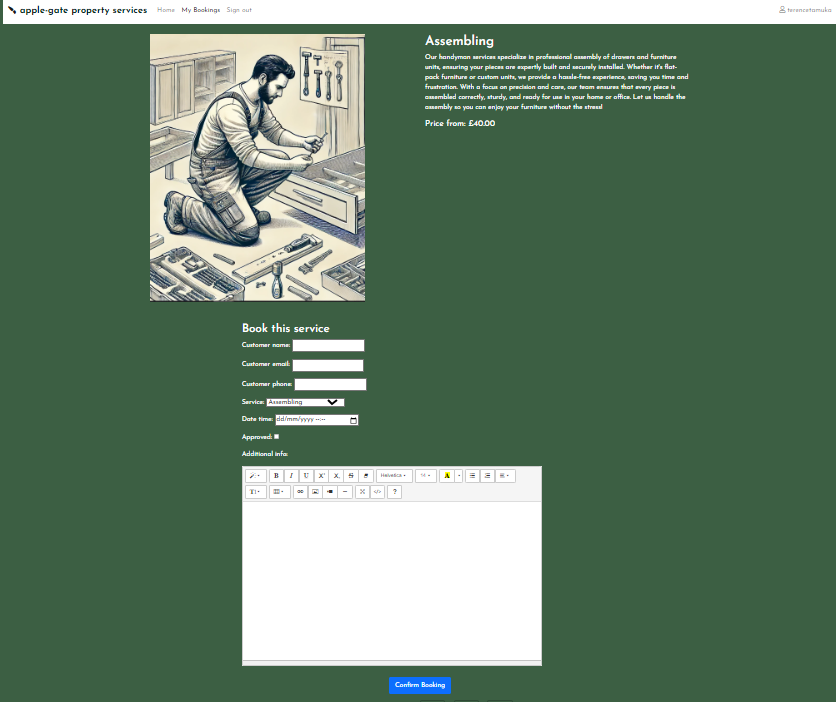 apple-gate property services Home My Bookings Sign out terencetamuka
Assembling
Our handyman services specialize in professional assembly of drawers and furniture
units, ensuring your pieces are expertly built and securely installed. Whether it's flat-
pack furniture or custom units, we provide a hassle-free experience, saving you time and
frustration. With a focus on precision and care, our team ensures that every piece is
assembled correctly, sturdy, and ready for use in your home or office. Let us handle the
assembly so you can enjoy your furniture without the stress!
Price from: £40.00
Book this service
Customer name:
Customer email:
Customer phone:
Service: Assembling
Date time: dd/mm/yyyy --:--
Approved:
Additional info:
B I U X² X₂ S Helvetica 14 A
</> ?
Confirm Booking